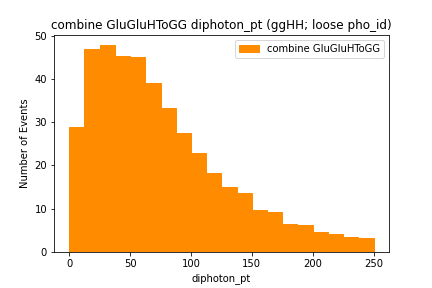 combine GluGluHToGG diphoton_pt (ggHH; loose pho_id)
combine GluGluHToGG
Number of Events
50
40
30
20
10
0
0 50 100 150 200 250
diphoton_pt